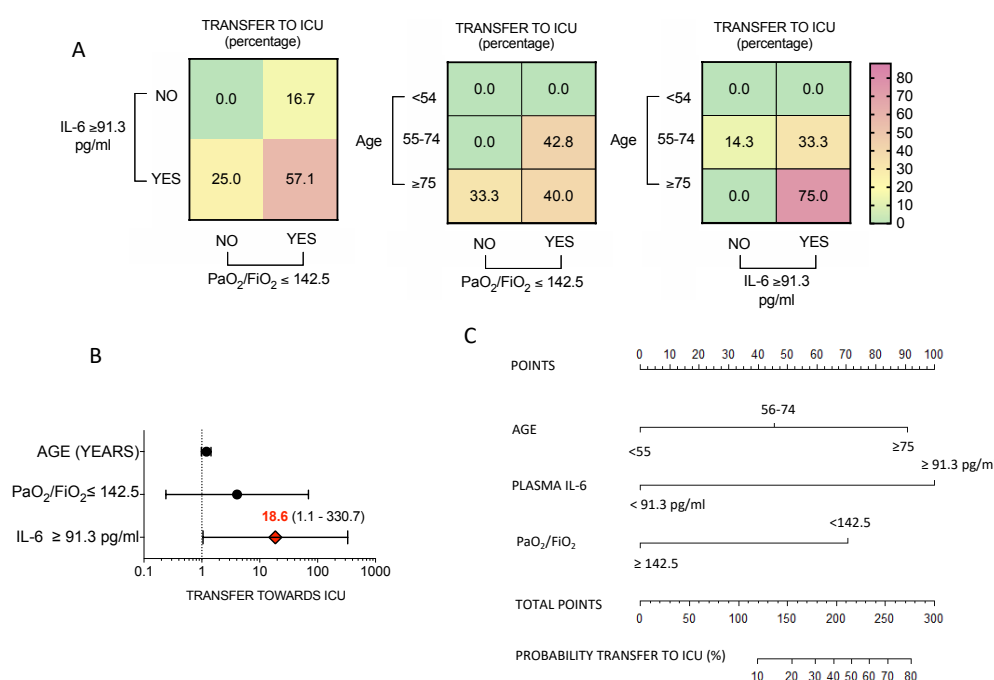 A
TRANSFER TO ICU
(percentage)
NO
YES
IL-6 ≥91.3
pg/ml
0.0 16.7
25.0 57.1
NO YES
PaO2/FiO2 ≤ 142.5
TRANSFER TO ICU
(percentage)
Age
<54
55-74
≥75
0.0 0.0
0.0 42.8
33.3 40.0
NO YES
PaO2/FiO2 ≤ 142.5
TRANSFER TO ICU
(percentage)
Age
<54
55-74
≥75
0.0 0.0
14.3 33.3
0.0 75.0
NO YES
IL-6 ≥91.3
pg/ml
80
70
60
50
40
30
20
10
0
B
AGE (YEARS)
PaO2/FiO2≤ 142.5
18.6 (1.1 - 330.7)
IL-6 ≥ 91.3 pg/ml
0.1 1 10 100 1000
TRANSFER TOWARDS ICU
C
POINTS
0 10 20 30 40 50 60 70 80 90 100
56-74
AGE
<55 ≥75
≥ 91.3 pg/m
PLASMA IL-6
< 91.3 pg/ml
<142.5
PaO2/FiO2
≥ 142.5
TOTAL POINTS
0 50 100 150 200 250 300
PROBABILITY TRANSFER TO ICU (%)
10 20 30 40 50 60 70 80